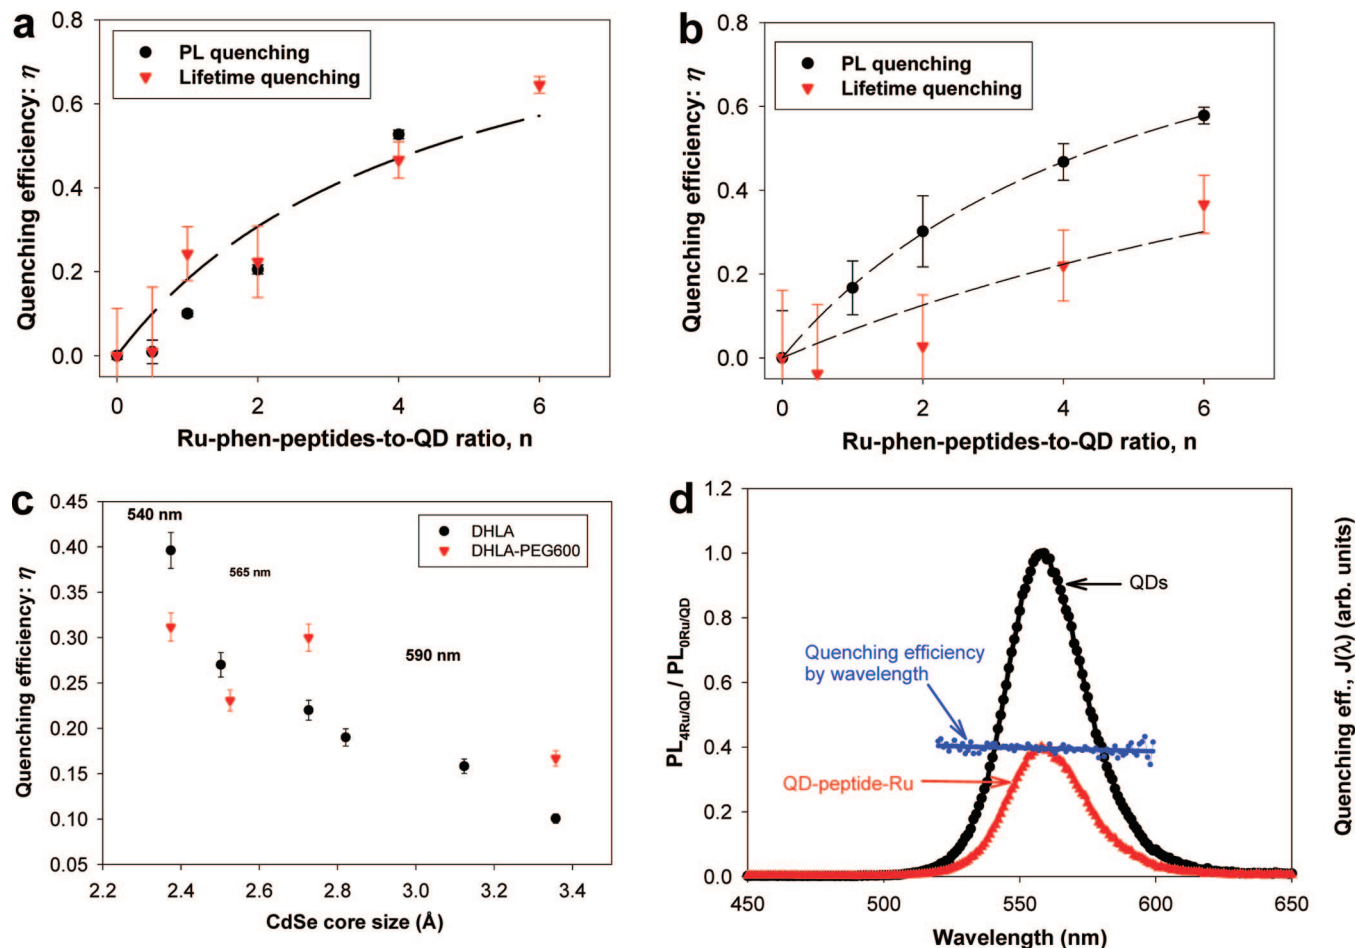 a
0.8
0.6
0.4
0.2
0.0
Quenching efficiency: η
PL quenching
Lifetime quenching
0 2 4 6
Ru-phen-peptides-to-QD ratio, n
b
0.8
0.6
0.4
0.2
0.0
Quenching efficiency: η
PL quenching
Lifetime quenching
0 2 4 6
Ru-phen-peptides-to-QD ratio, n
c
0.45
0.40
0.35
0.30
0.25
0.20
0.15
0.10
0.05
Quenching efficiency: η
540 nm
565 nm
590 nm
DHLA
DHLA-PEG600
2.2 2.4 2.6 2.8 3.0 3.2 3.4
CdSe core size (Å)
d
1.2
1.0
0.8
0.6
0.4
0.2
0.0
PL4Ru/QD / PL0Ru/QD
QDs
Quenching efficiency
by wavelength
QD-peptide-Ru
450 500 550 600 650
Wavelength (nm)
Quenching eff., J(λ) (arb. units)